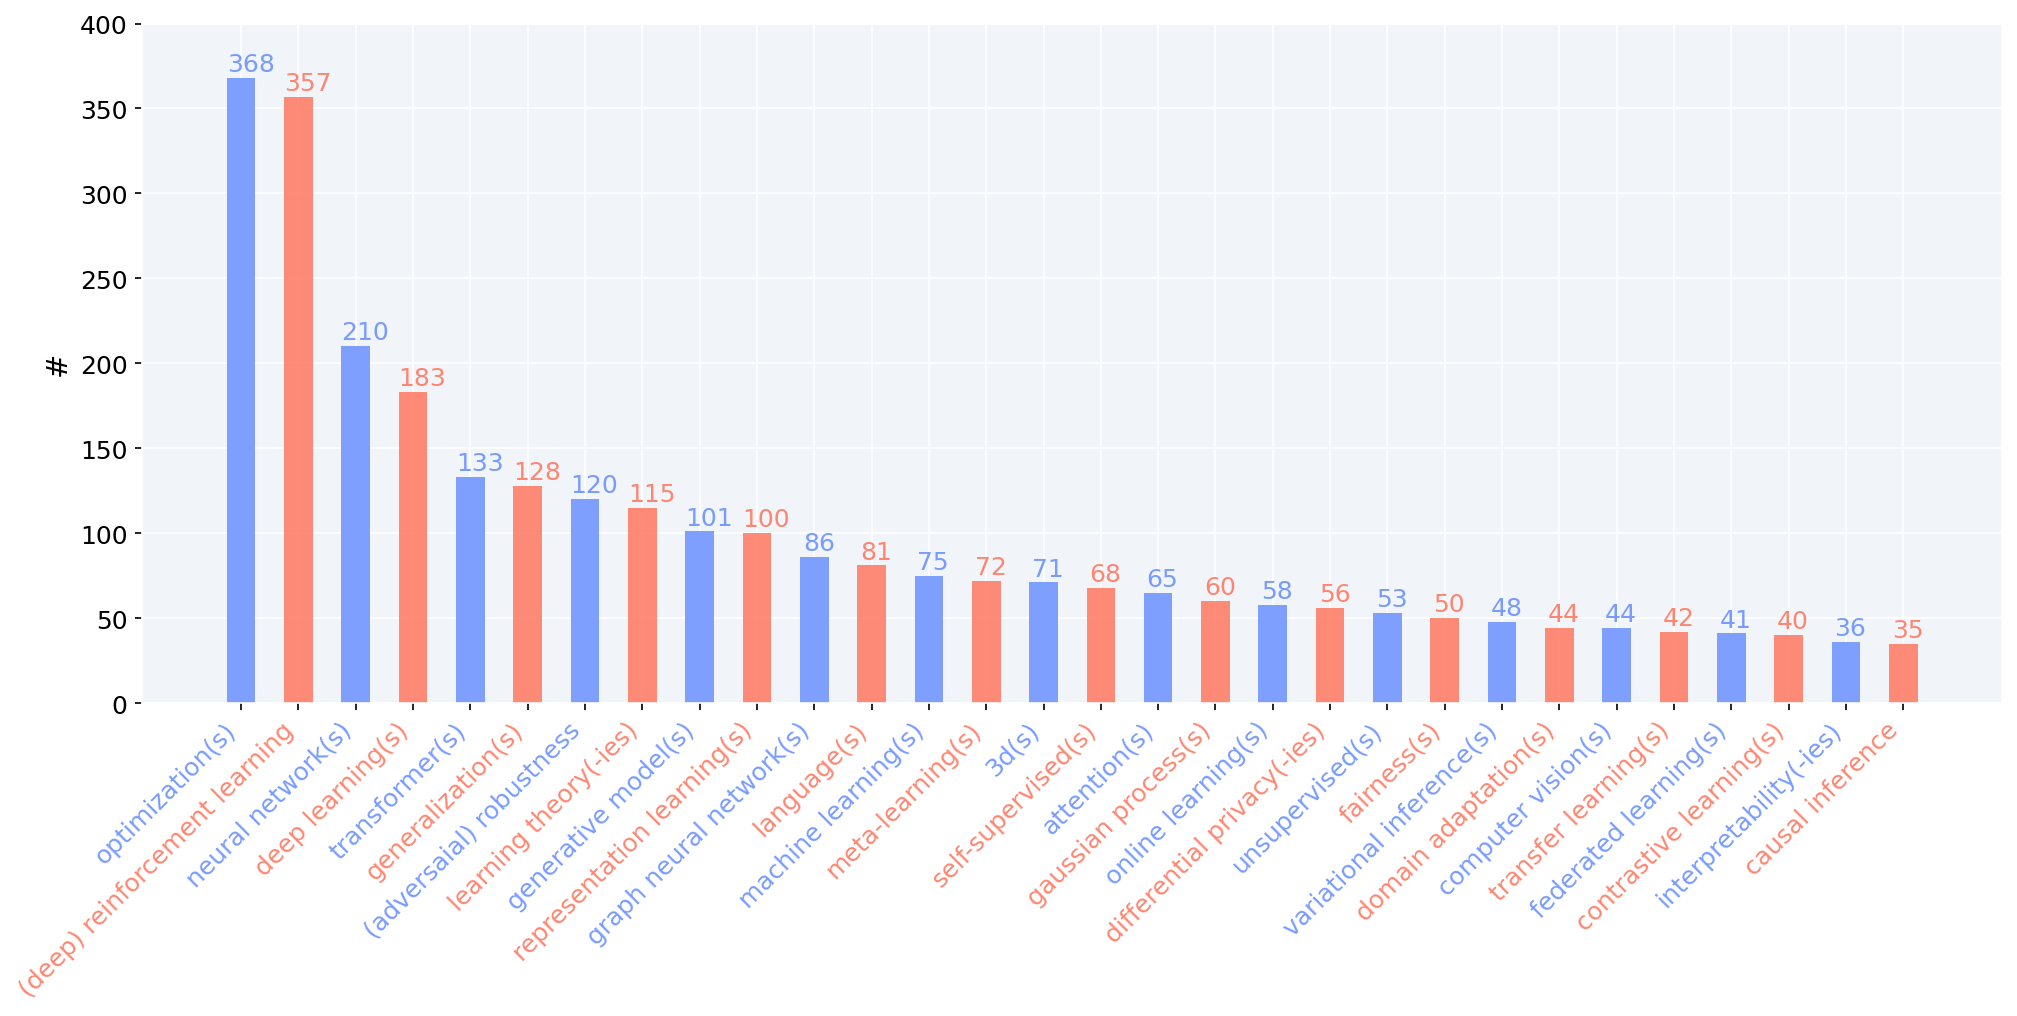 400
350
300
250
200
150
100
50
0
#
368
357
210
183
133
128
120
115
101
100
86
81
75
72
71
68
65
60
58
56
53
50
48
44
44
42
41
40
36
35
optimization(s)
(deep) reinforcement learning
neural network(s)
deep learning(s)
transformer(s)
generalization(s)
(adversaial) robustness
learning theory(-ies)
generative model(s)
representation learning(s)
graph neural network(s)
language(s)
machine learning(s)
meta-learning(s)
3d(s)
self-supervised(s)
attention(s)
gaussian process(s)
online learning(s)
differential privacy(-ies)
unsupervised(s)
fairness(s)
variational inference(s)
domain adaptation(s)
computer vision(s)
transfer learning(s)
federated learning(s)
contrastive learning(s)
interpretability(-ies)
causal inference